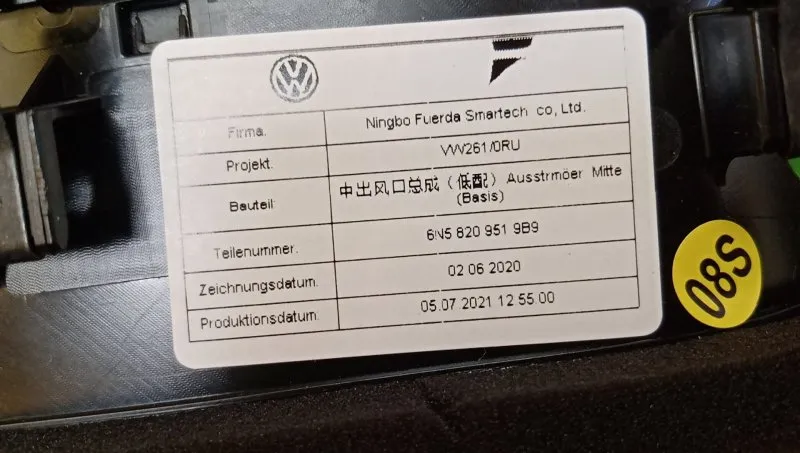 Firma. Ningbo Fuerda Smartech co, Ltd.
Projekt. VW261/0RU
Bauteil 中出风口总成（低配）Ausstrmoer Mitte
(Basis)
Teilenummer. 6N5 820 951 9B9
Zeichnungsdatum. 02 06 2020
Produktionsdatum. 05.07 2021 12 55 00
08S